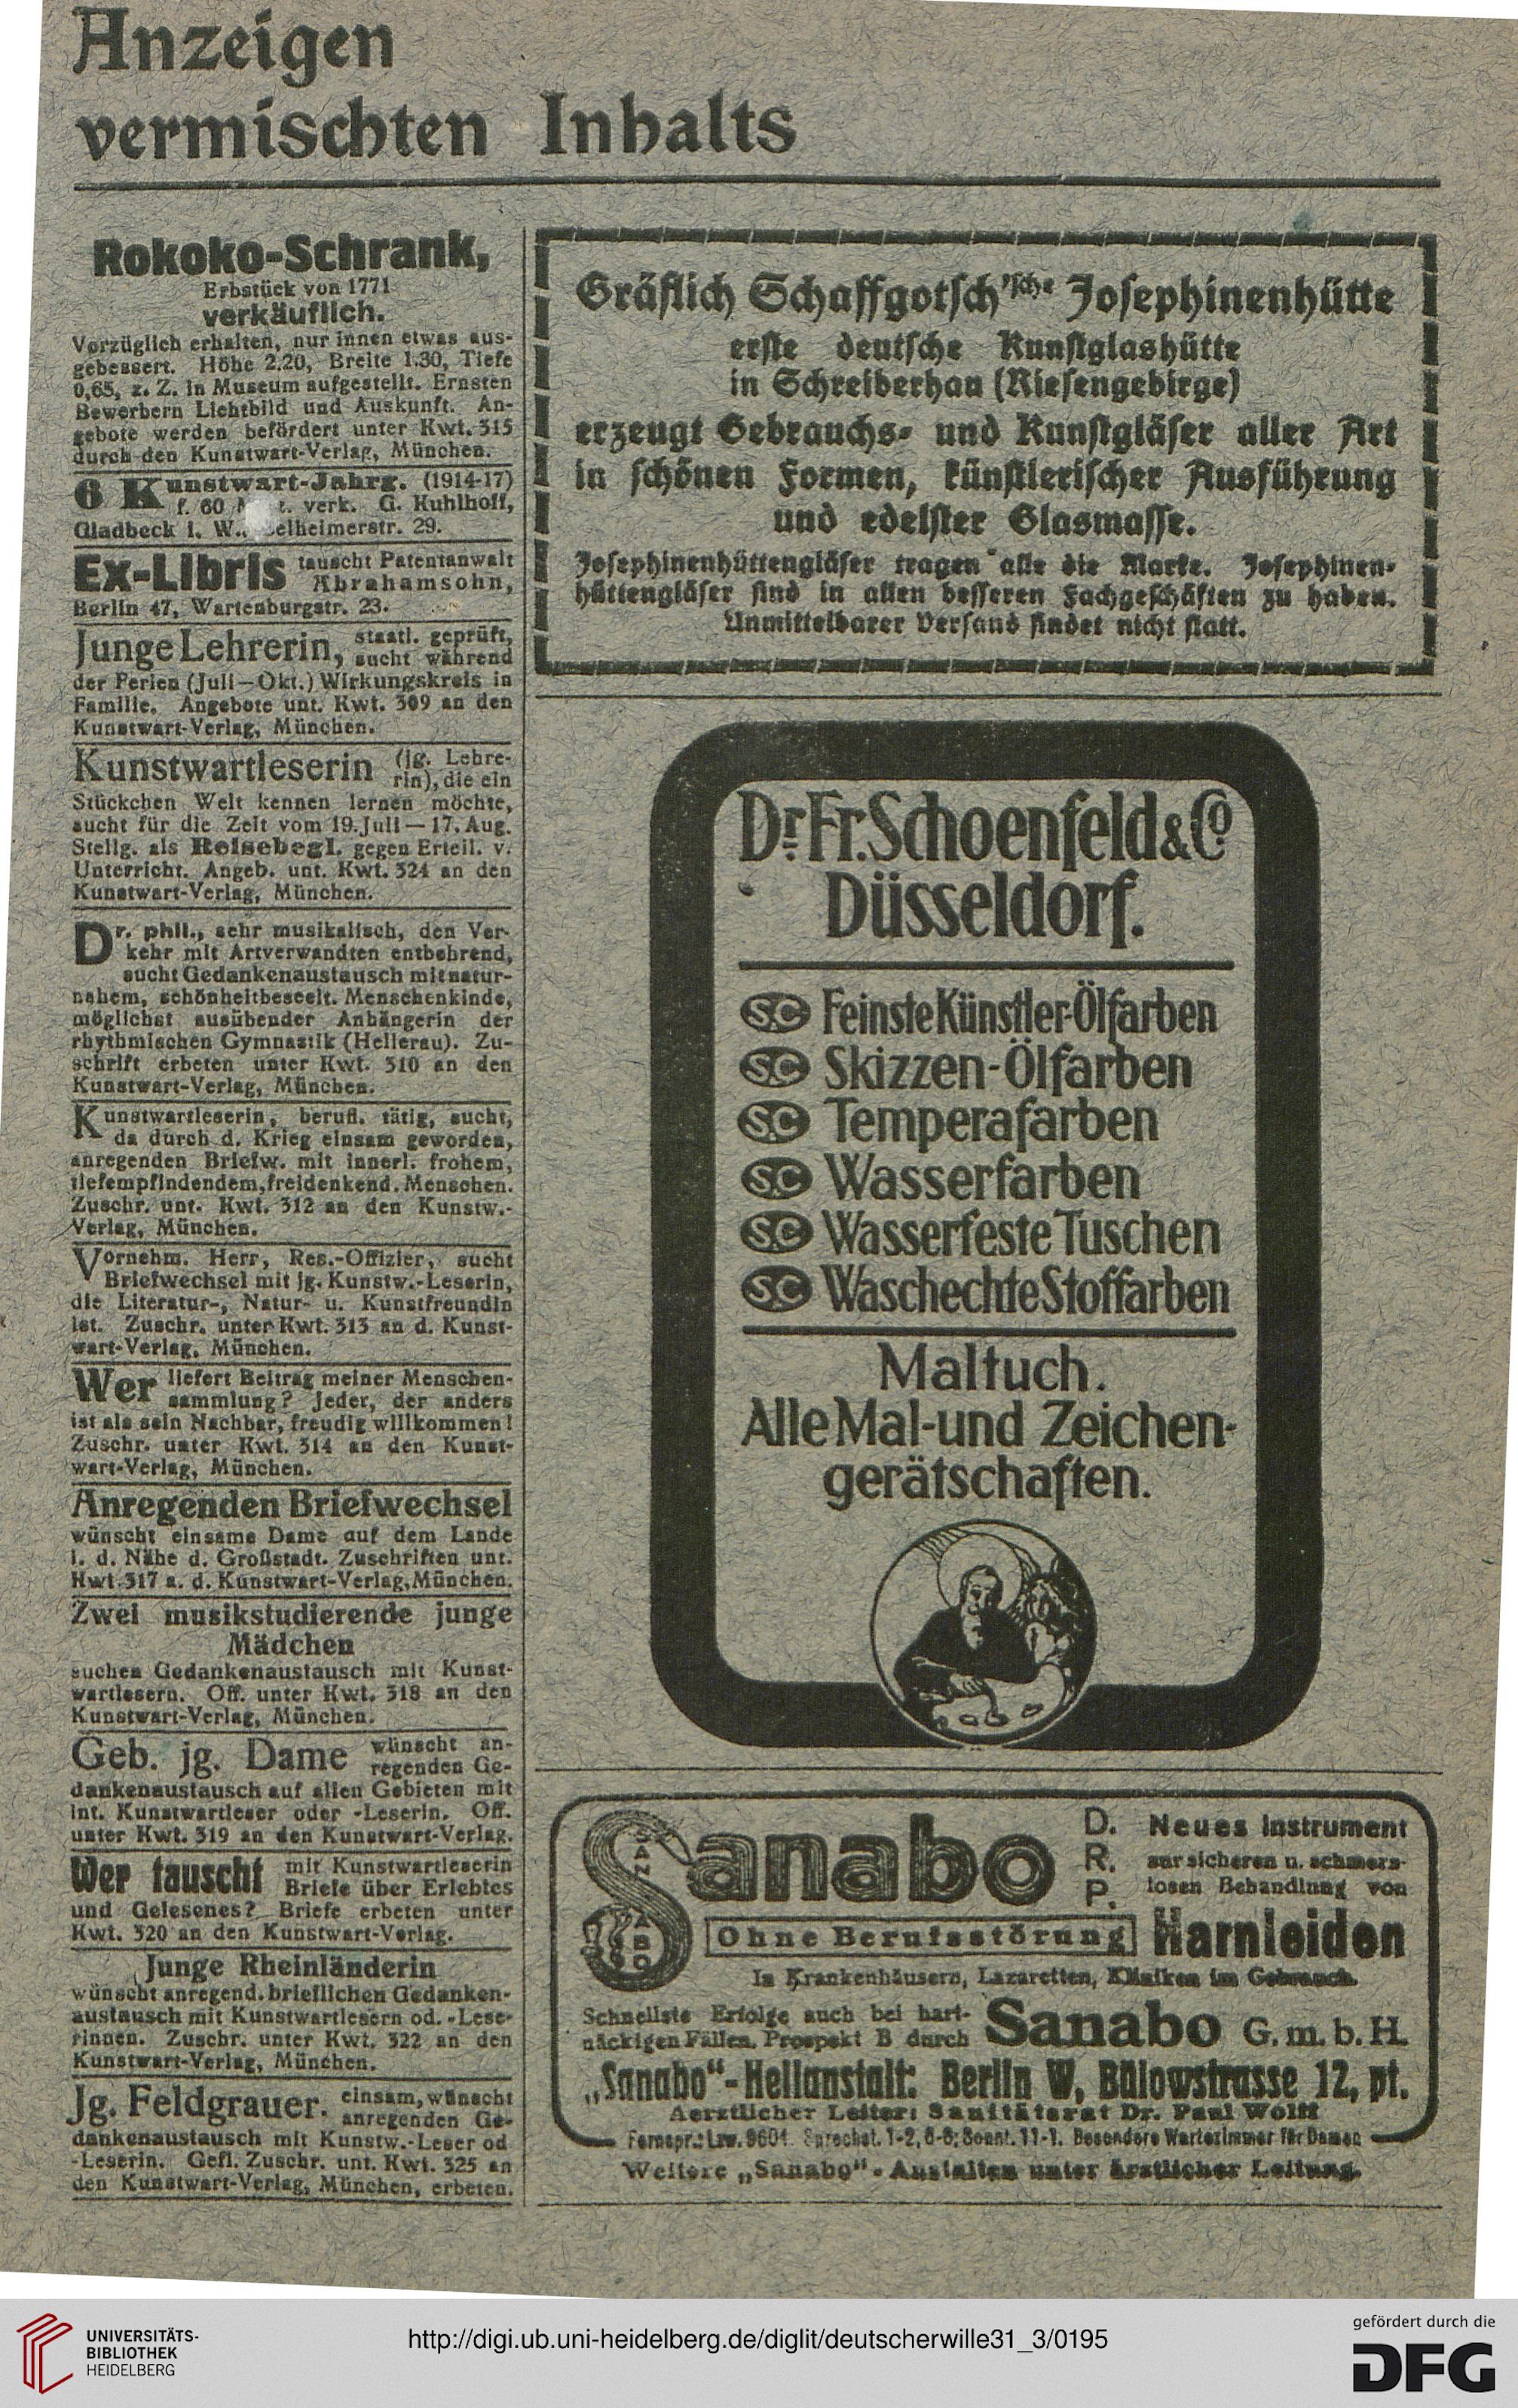 Anzeigen
vermischten Inhalts
Rokoko-Schrank,
Erbstück von 1771
verkäuflich.
Vorzüglich erhalten, nur innen etwas aus-
gebessert. Höhe 2.20, Breite 1.30, Tiefe
0,65, z. Z. in Museum aufgestellt. Ernsten
Bewerbern Lichtbild und Auskunft. An-
gebote werden befördert unter Kwt. 315
durch den Kunstwart-Verlag, München.
6 Kunstwart-Jahrg. (1914-17)
f. 60 verk. G. Kuhlhoff,
Gladbeck i. W., elheimerstr. 29.
Ex-Libris tauscht Patentanwalt
Abrahamsohn,
Berlin 47, Wartenburgstr. 23.
Junge Lehrerin, staatl. geprüft,
sucht während
der Ferien (Juli—Okt.) Wirkungskreis in
Familie. Angebote unt. Kwt. 309 an den
Kunstwart-Verlag, München.
Kunstwartleserin (jg. Lehre-
rin), die ein
Stückchen Welt kennen lernen möchte,
sucht für die Zeit vom 19. Juli — 17. Aug.
Stellg. als Reisebegl. gegen Erteil. v.
Unterricht. Angeb. unt. Kwt. 324 an den
Kunstwart-Verlag, München.
Dr. phil., sehr musikalisch, den Ver-
kehr mit Artverwandten entbehrend,
sucht Gedankenaustausch mit natur-
nahem, schönheitbeseelt. Menschenkinde,
möglichst ausübender Anhängerin der
rhythmischen Gymnastik (Hellerau). Zu-
schrift erbeten unter Kwt. 310 an den
Kunstwart-Verlag, München.
Kunstwartleserin, berufl. tätig, sucht,
da durch d. Krieg einsam geworden,
anregenden Briefw. mit innerl. frohem,
tiefempfindendem, freidenkend. Menschen.
Zuschr. unt. Kwt. 312 an den Kunstw.-
Verlag, München.
Vornehm. Herr, Res.-Offizier, sucht
Briefwechsel mit jg. Kunstw.-Leserin,
die Literatur-, Natur- u. Kunstfreundin
ist. Zuschr. unter Kwt. 313 an d. Kunst-
wart-Verlag, München.
Wer liefert Beitrag meiner Menschen-
sammlung? Jeder, der anders
ist als sein Nachbar, freudig willkommen!
Zuschr. unter Kwt. 314 an den Kunst-
wart-Verlag, München.
Anregenden Briefwechsel
wünscht einsame Dame auf dem Lande
i. d. Nähe d. Großstadt. Zuschriften unt.
Kwt. 317 a. d. Kunstwart-Verlag, München.
Zwei musikstudierende junge
Mädchen
suchen Gedankenaustausch mit Kunst-
wartlesern. Off. unter Kwt. 318 an den
Kunstwart-Verlag, München.
Geb. jg. Dame wünscht an-
regenden Ge-
dankenaustausch auf allen Gebieten mit
int. Kunstwartleser oder -Leserin. Off.
unter Kwt. 319 an den Kunstwart-Verlag.
Wer tauscht mit Kunstwartleserin
Briefe über Erlebtes
und Gelesenes? Briefe erbeten unter
Kwt. 320 an den Kunstwart-Verlag.
Junge Rheinländerin
wünscht anregend. brieflichen Gedanken-
austausch mit Kunstwartlesern od. -Lese-
rinnen. Zuschr. unter Kwt. 322 an den
Kunstwart-Verlag, München.
Jg. Feldgrauer. einsam, wünscht
anregenden Ge-
dankenaustausch mit Kunstw.-Leser od
-Leserin. Gefl. Zuschr. unt. Kwt. 325 an
den Kunstwart-Verlag, München, erbeten.
Gräflich Schaffgotsch'sche Josephinenhütte
erste deutsche Kunstglashütte
in Schreiberhau (Riesengebirge)
erzeugt Gebrauchs- und Kunstgläser aller Art
in schönen Formen, künstlerischer Ausführung
und edelster Glasmasse.
Josephinenhüttengläser tragen alle die Marke. Josephinen-
hüttengläser sind in allen besseren Fachgeschäften zu haben.
Unmittelbarer Versand findet nicht statt.
Dr. Fr. Schoenfeld & Co
Düsseldorf.
SC Feinste Künstler-Ölfarben
SC Skizzen-Ölfarben
SC Temperafarben
SC Wasserfarben
SC Wasserfeste Tuschen
SC Waschechte Stoffarben
Maltuch.
Alle Mal-und Zeichen-
gerätschaften.
Sanabo
SANABO
D. R. P.
Neues Instrument
zur sicheren u. schmerz-
losen Behandlung von
Ohne Berufsstörung Harnleiden
In Krankenhäusern, Lazaretten, Kliniken im Gebrauch.
Schnellste Erfolge auch bei hart-
näckigen Fällen. Prospekt B durch Sanabo G. m. b. H.
„Sanabo“-Heilanstalt: Berlin W, Bülowstrasse 12, pt.
Aerztlicher Leiter: Sanitätsrat Dr. Paul Wolff
Fernspr.: Lzw. 9604 Sprechst. 1-2, 6-8; Sonnt. 11-1. Besondere Wartezimmer für Damen
Weitere „Sanabo“-Anstalten unter ärztlicher Leitung.
UNIVERSITÄTS-
BIBLIOTHEK
HEIDELBERG
http://digi.ub.uni-heidelberg.de/diglit/deutscherwille31_3/0195
gefördert durch die
DFG